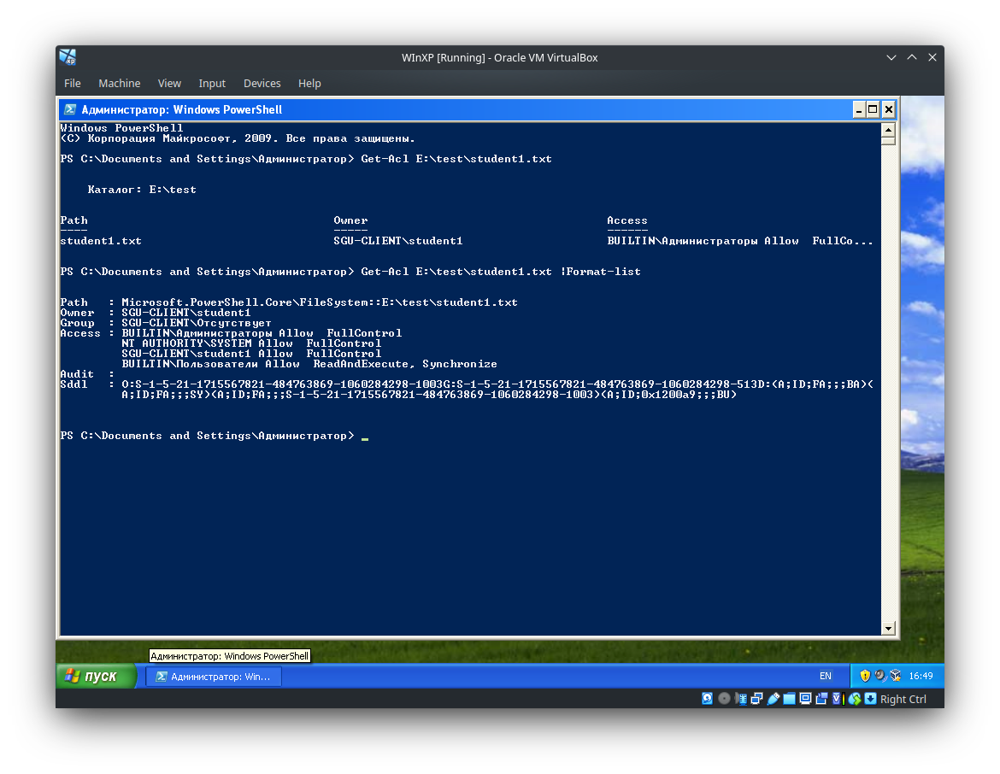 WInXP [Running] - Oracle VM VirtualBox
File Machine View Input Devices Help
Администратор: Windows PowerShell
Windows PowerShell
(C) Корпорация Майкрософт, 2009. Все права защищены.
PS C:\Documents and Settings\Администратор> Get-Acl E:\test\student1.txt
Каталог: E:\test
Path Owner Access
---- ----- ------
student1.txt SGU-CLIENT\student1 BUILTIN\Администраторы Allow  FullCo...
PS C:\Documents and Settings\Администратор> Get-Acl E:\test\student1.txt |Format-list
Path   : Microsoft.PowerShell.Core\FileSystem::E:\test\student1.txt
Owner  : SGU-CLIENT\student1
Group  : SGU-CLIENT\Отсутствует
Access : BUILTIN\Администраторы Allow  FullControl
NT AUTHORITY\SYSTEM Allow  FullControl
SGU-CLIENT\student1 Allow  FullControl
BUILTIN\Пользователи Allow  ReadAndExecute, Synchronize
Audit  :
Sddl   : O:S-1-5-21-1715567821-484763869-1060284298-1003G:S-1-5-21-1715567821-484763869-1060284298-513D:(A;ID;FA;;;BA)(
A;ID;FA;;;SY)(A;ID;FA;;;S-1-5-21-1715567821-484763869-1060284298-1003)(A;ID;0x1200a9;;;BU)
PS C:\Documents and Settings\Администратор> _
Администратор: Windows PowerShell
пуск Администратор: Win... EN 16:49
Right Ctrl